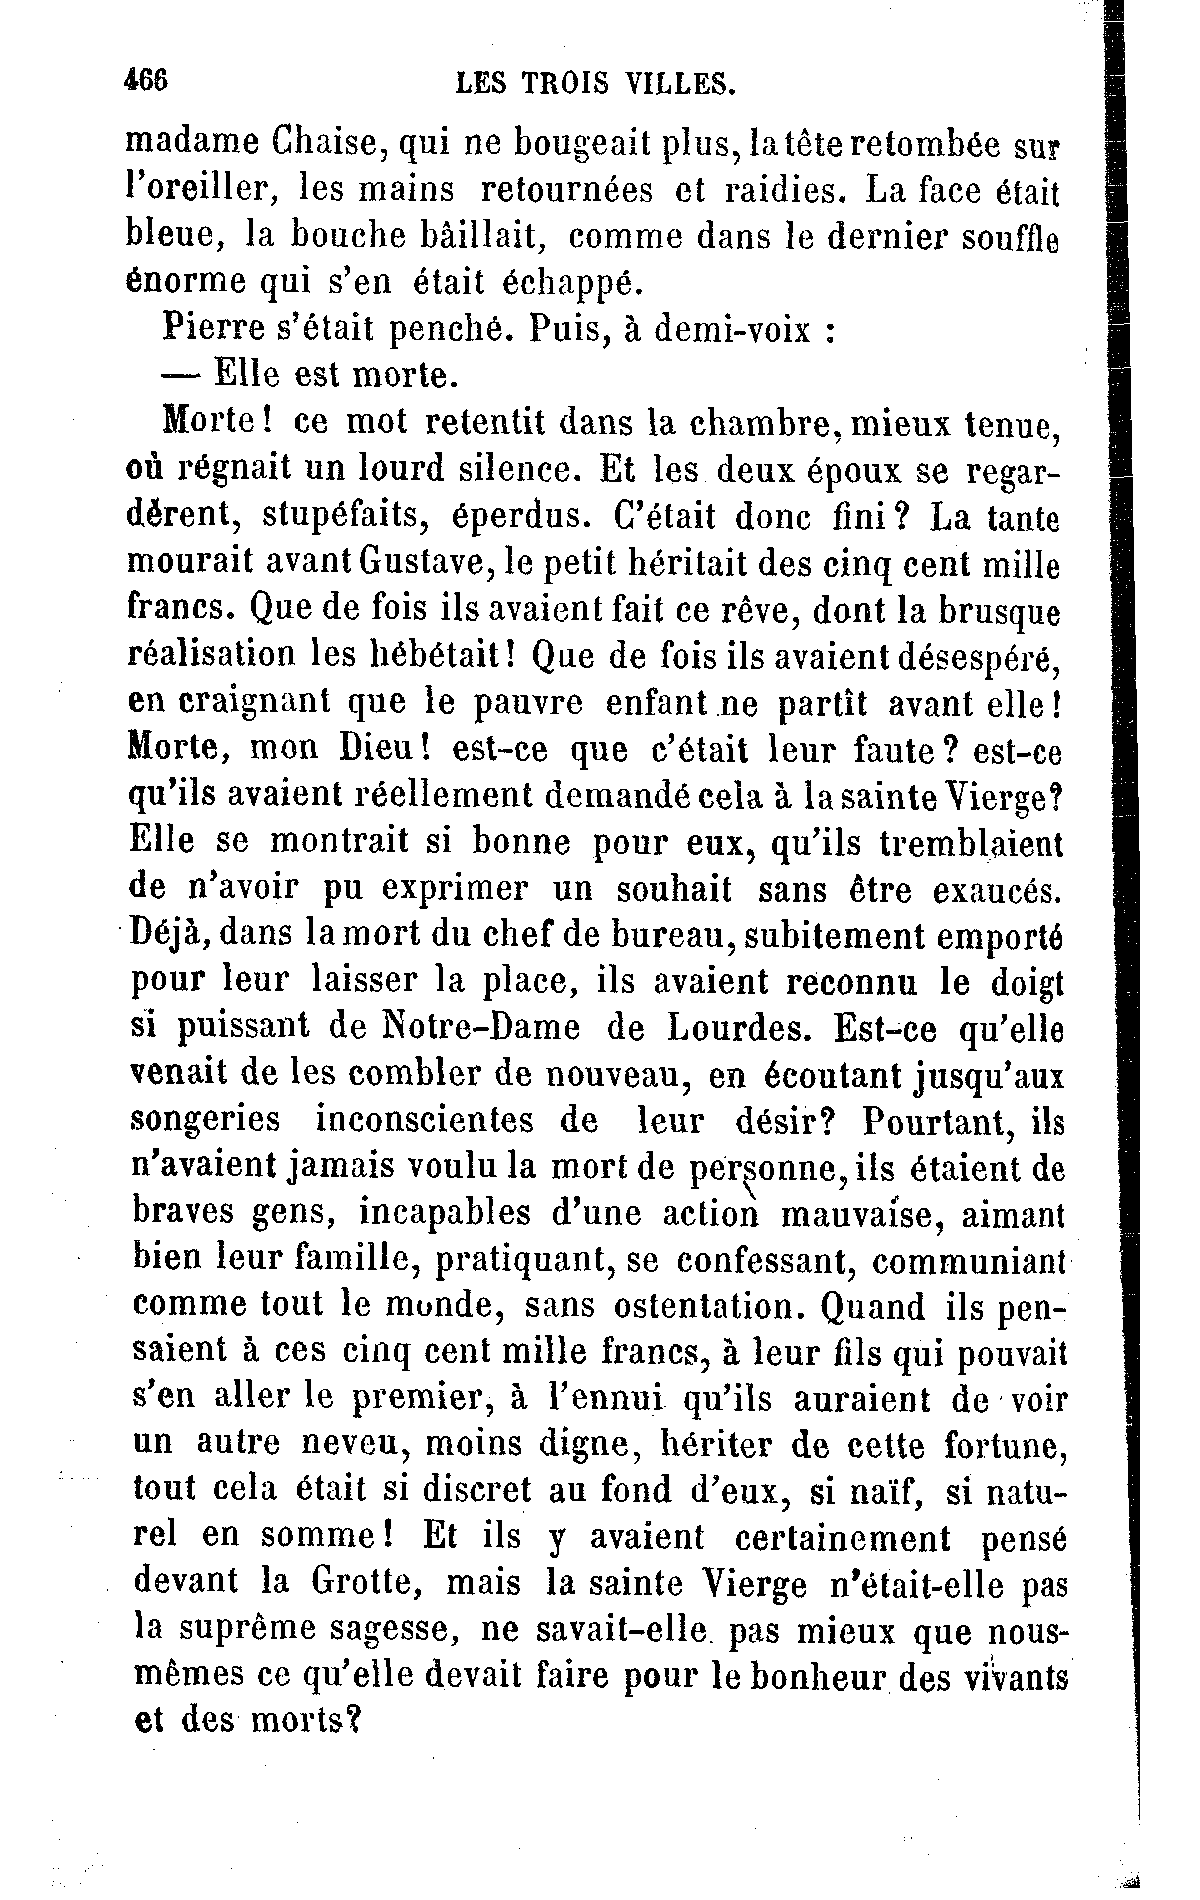 466 LES TROIS VILLES.
madame Chaise, qui ne bougeait plus, la tête retombée sur
l'oreiller, les mains retournées et raidies. La face était
bleue, la bouche bâillait, comme dans le dernier souffle
énorme qui s'en était échappé.
Pierre s'était penché. Puis, à demi-voix :
— Elle est morte.
Morte ! ce mot retentit dans la chambre, mieux tenue,
où régnait un lourd silence. Et les deux époux se regar-
dèrent, stupéfaits, éperdus. C'était donc fini ? La tante
mourait avant Gustave, le petit héritait des cinq cent mille
francs. Que de fois ils avaient fait ce rêve, dont la brusque
réalisation les hébétait ! Que de fois ils avaient désespéré,
en craignant que le pauvre enfant ne partît avant elle !
Morte, mon Dieu ! est-ce que c'était leur faute ? est-ce
qu'ils avaient réellement demandé cela à la sainte Vierge?
Elle se montrait si bonne pour eux, qu'ils tremblaient
de n'avoir pu exprimer un souhait sans être exaucés.
Déjà, dans la mort du chef de bureau, subitement emporté
pour leur laisser la place, ils avaient reconnu le doigt
si puissant de Notre-Dame de Lourdes. Est-ce qu'elle
venait de les combler de nouveau, en écoutant jusqu'aux
songeries inconscientes de leur désir? Pourtant, ils
n'avaient jamais voulu la mort de personne, ils étaient de
braves gens, incapables d'une action mauvaise, aimant
bien leur famille, pratiquant, se confessant, communiant
comme tout le monde, sans ostentation. Quand ils pen-
saient à ces cinq cent mille francs, à leur fils qui pouvait
s'en aller le premier, à l'ennui qu'ils auraient de voir
un autre neveu, moins digne, hériter de cette fortune,
tout cela était si discret au fond d'eux, si naïf, si natu-
rel en somme ! Et ils y avaient certainement pensé
devant la Grotte, mais la sainte Vierge n'était-elle pas
la suprême sagesse, ne savait-elle pas mieux que nous-
mêmes ce qu'elle devait faire pour le bonheur des vivants
et des morts?